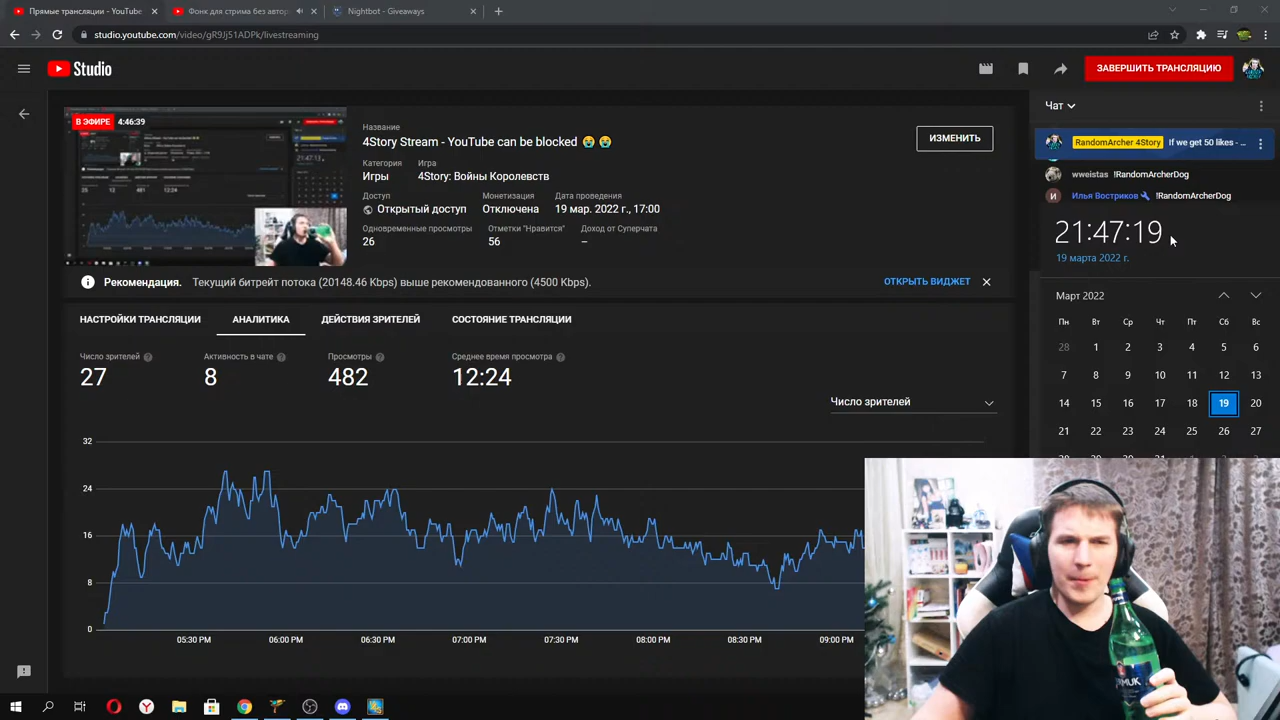 Прямые трансляции - YouTube
Фонк для стрима без автор
Nightbot - Giveaways
studio.youtube.com/video/gR9Jj51ADPk/livestreaming
Studio
ЗАВЕРШИТЬ ТРАНСЛЯЦИЮ
В ЭФИРЕ 4:46:39
Название
4Story Stream - YouTube can be blocked 😭 😭
ИЗМЕНИТЬ
Категория Игра
Игры 4Story: Войны Королевств
Доступ Монетизация Дата проведения
Открытый доступ Отключена 19 мар. 2022 г., 17:00
Одновременные просмотры Отметки "Нравится" Доход от Суперчата
26 56 –
Рекомендация. Текущий битрейт потока (20148.46 Kbps) выше рекомендованного (4500 Kbps).
ОТКРЫТЬ ВИДЖЕТ
НАСТРОЙКИ ТРАНСЛЯЦИИ АНАЛИТИКА ДЕЙСТВИЯ ЗРИТЕЛЕЙ СОСТОЯНИЕ ТРАНСЛЯЦИИ
Число зрителей Активность в чате Просмотры Среднее время просмотра
27 8 482 12:24
Число зрителей
32
24
16
8
0
05:30 PM 06:00 PM 06:30 PM 07:00 PM 07:30 PM 08:00 PM 08:30 PM 09:00 PM
Чат
RandomArcher 4Story If we get 50 likes - ...
wweistas !RandomArcherDog
И Илья Востриков !RandomArcherDog
21:47:19
19 марта 2022 г.
Март 2022
Пн Вт Ср Чт Пт Сб Вс
28 1 2 3 4 5 6
7 8 9 10 11 12 13
14 15 16 17 18 19 20
21 22 23 24 25 26 27